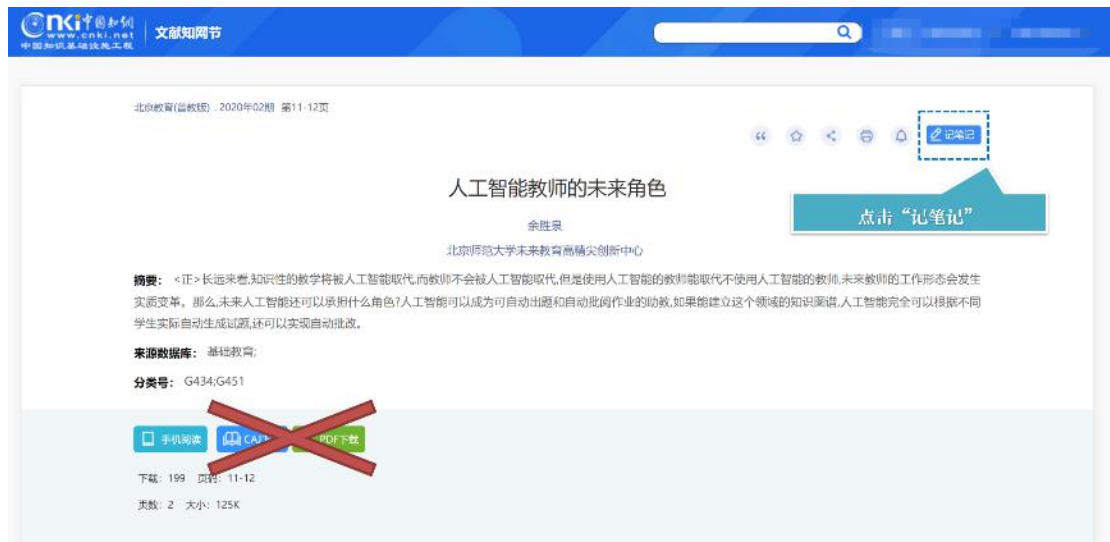 cnki中国知网
www.cnki.net
中国知识基础设施工程
文献知网节
北京教育(普教版) . 2020年02期 第11-12页
记笔记
人工智能教师的未来角色
点击“记笔记”
余胜泉
北京师范大学未来教育高精尖创新中心
摘要： <正>长远来看,知识性的教学将被人工智能取代,而教师不会被人工智能取代,但是使用人工智能的教师能取代不使用人工智能的教师,未来教师的工作形态会发生
实质变革。那么,未来人工智能还可以承担什么角色?人工智能可以成为可自动出题和自动批阅作业的助教,如果能建立这个领域的知识图谱,人工智能完全可以根据不同
学生实际自动生成试题,还可以实现自动批改。
来源数据库： 基础教育;
分类号： G434;G451
手机阅读 PDF下载
下载: 199 页码: 11-12
页数: 2 大小: 125K